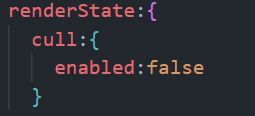 renderState:{
  cull:{
    enabled:false
  }